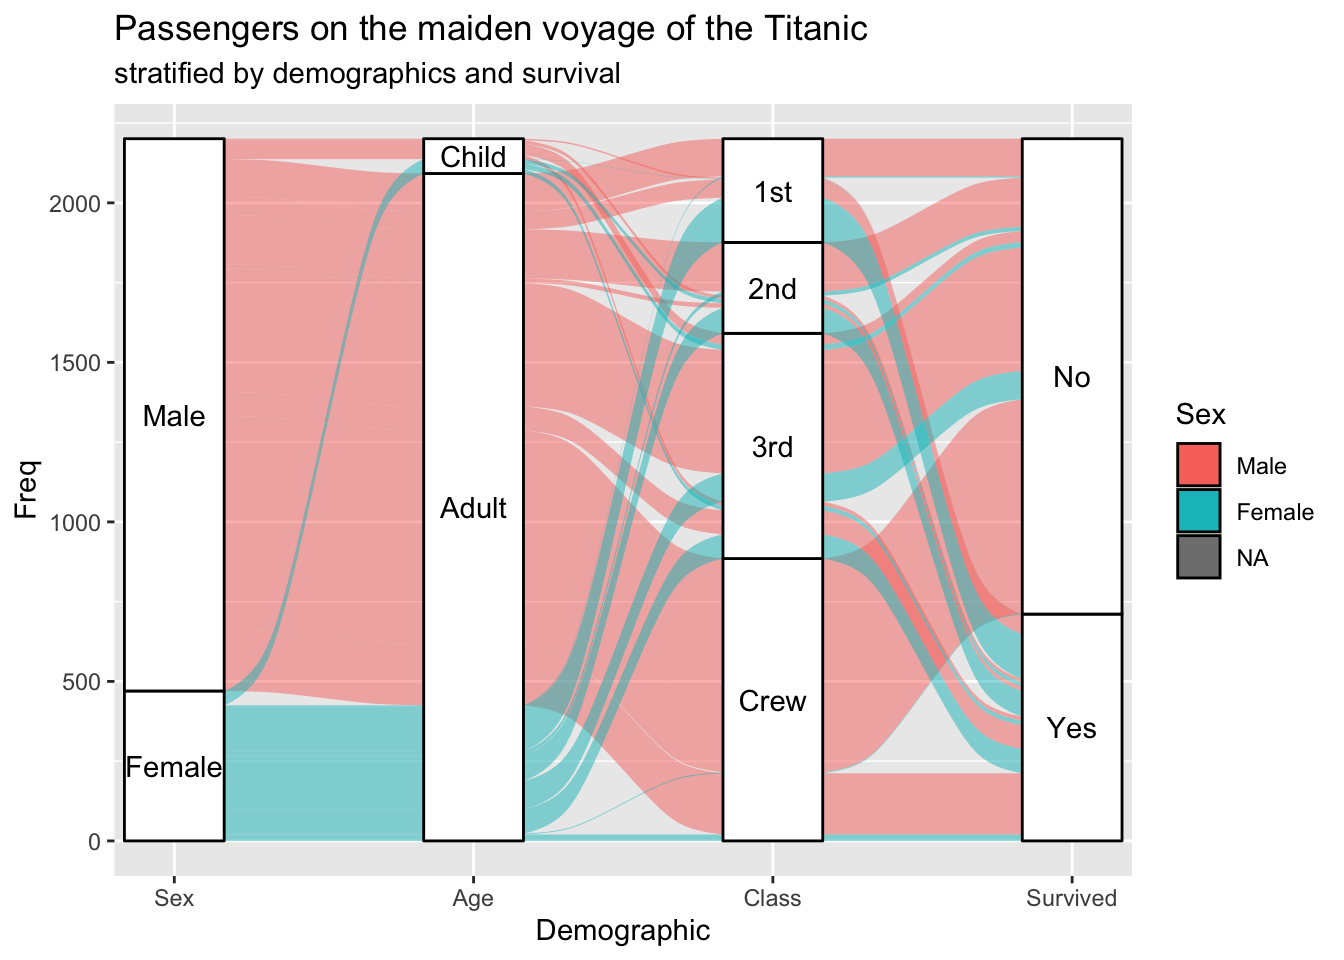 Passengers on the maiden voyage of the Titanic
stratified by demographics and survival
Freq
2000
1500
1000
500
0
Male
Female
Child
Adult
1st
2nd
3rd
Crew
No
Yes
Sex
Age
Class
Survived
Demographic
Sex
Male
Female
NA